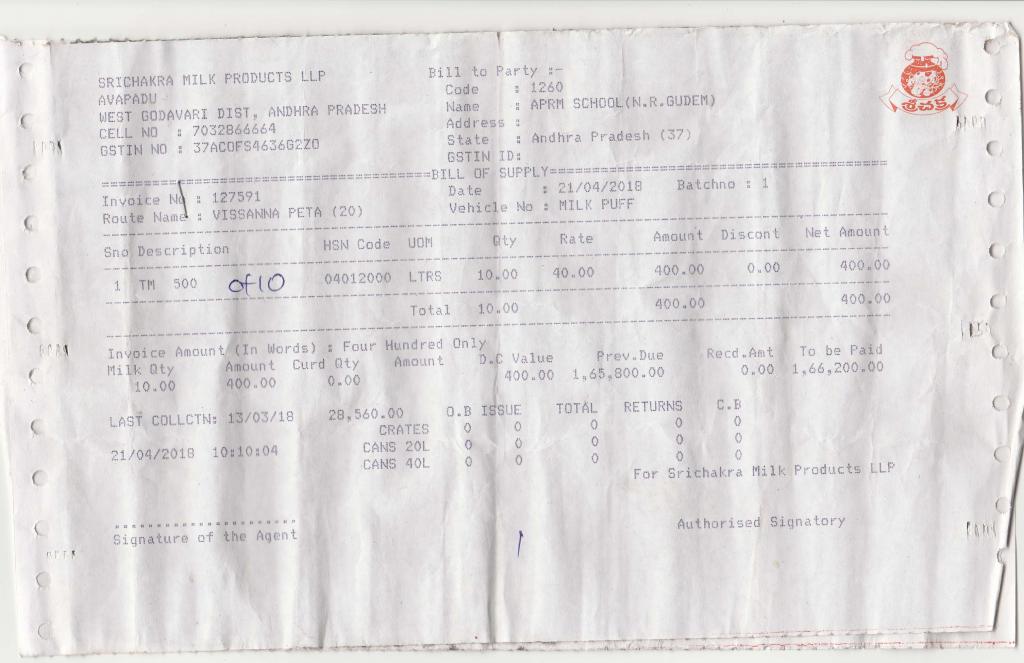 SRICHAKRA MILK PRODUCTS LLP
AVAPADU
WEST GODAVARI DIST, ANDHRA PRADESH
CELL NO : 7032866664
GSTIN NO : 37ACOFS4636G2ZO
Bill to Party :-
Code : 1260
Name : APRM SCHOOL(N.R.GUDEM)
Address :
State : Andhra Pradesh (37)
GSTIN ID:
శ్రీచక్ర
BILL OF SUPPLY
Invoice No : 127591 Date : 21/04/2018 Batchno : 1
Route Name : VISSANNA PETA (20) Vehicle No : MILK PUFF
Sno Description HSN Code UOM Qty Rate Amount Discont Net Amount
1 TM 500 of10 04012000 LTRS 10.00 40.00 400.00 0.00 400.00
Total 10.00 400.00 400.00
Invoice Amount (In Words) : Four Hundred Only
Milk Qty Amount Curd Qty Amount D.C Value Prev.Due Recd.Amt To be Paid
10.00 400.00 0.00 400.00 1,65,800.00 0.00 1,66,200.00
LAST COLLCTN: 13/03/18 28,560.00 O.B ISSUE TOTAL RETURNS C.B
CRATES 0 0 0 0 0
21/04/2018 10:10:04 CANS 20L 0 0 0 0 0
CANS 40L 0 0 0 0 0
For Srichakra Milk Products LLP
Signature of the Agent
Authorised Signatory